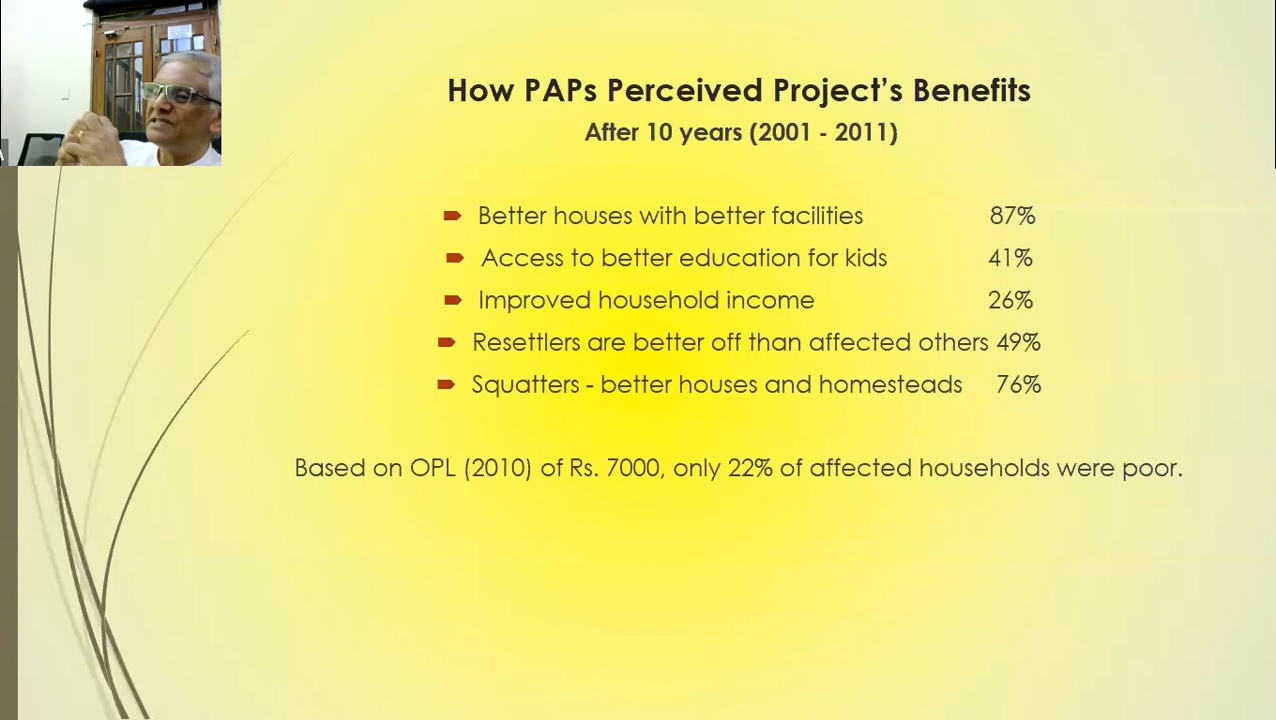 How PAPs Perceived Project's Benefits
After 10 years (2001 - 2011)
Better houses with better facilities 87%
Access to better education for kids 41%
Improved household income 26%
Resettlers are better off than affected others 49%
Squatters - better houses and homesteads 76%
Based on OPL (2010) of Rs. 7000, only 22% of affected households were poor.